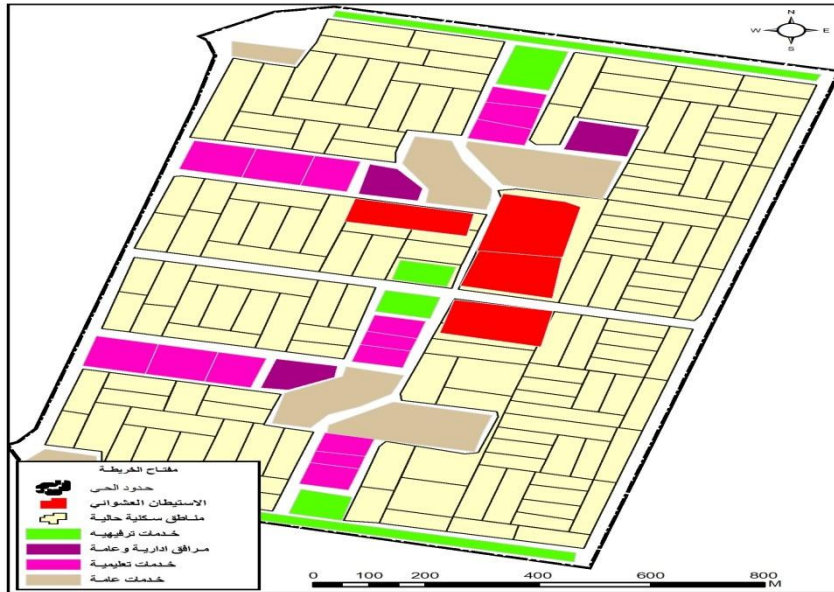 N
W E
S
مفتاح الخريطة
حدود الحي
الاستيطان العشوائي
مناطق سكنية حالية
خدمات ترفيهيه
مرافق ادارية وعامة
خدمات تعليمية
خدمات عامة
0 100 200 400 600 800
M